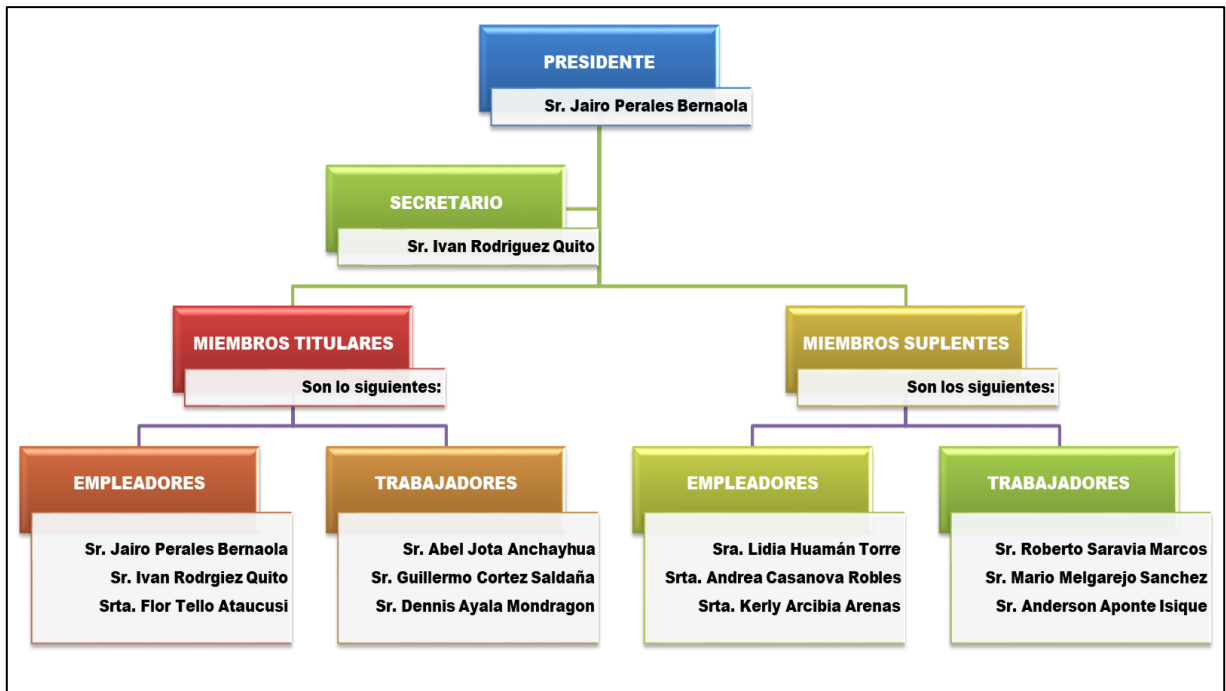 PRESIDENTE
Sr. Jairo Perales Bernaola
SECRETARIO
Sr. Ivan Rodriguez Quito
MIEMBROS TITULARES
Son lo siguientes:
MIEMBROS SUPLENTES
Son los siguientes:
EMPLEADORES
Sr. Jairo Perales Bernaola
Sr. Ivan Rodrgiez Quito
Srta. Flor Tello Ataucusi
TRABAJADORES
Sr. Abel Jota Anchayhua
Sr. Guillermo Cortez Saldaña
Sr. Dennis Ayala Mondragon
EMPLEADORES
Sra. Lidia Huamán Torre
Srta. Andrea Casanova Robles
Srta. Kerly Arcibia Arenas
TRABAJADORES
Sr. Roberto Saravia Marcos
Sr. Mario Melgarejo Sanchez
Sr. Anderson Aponte Isique